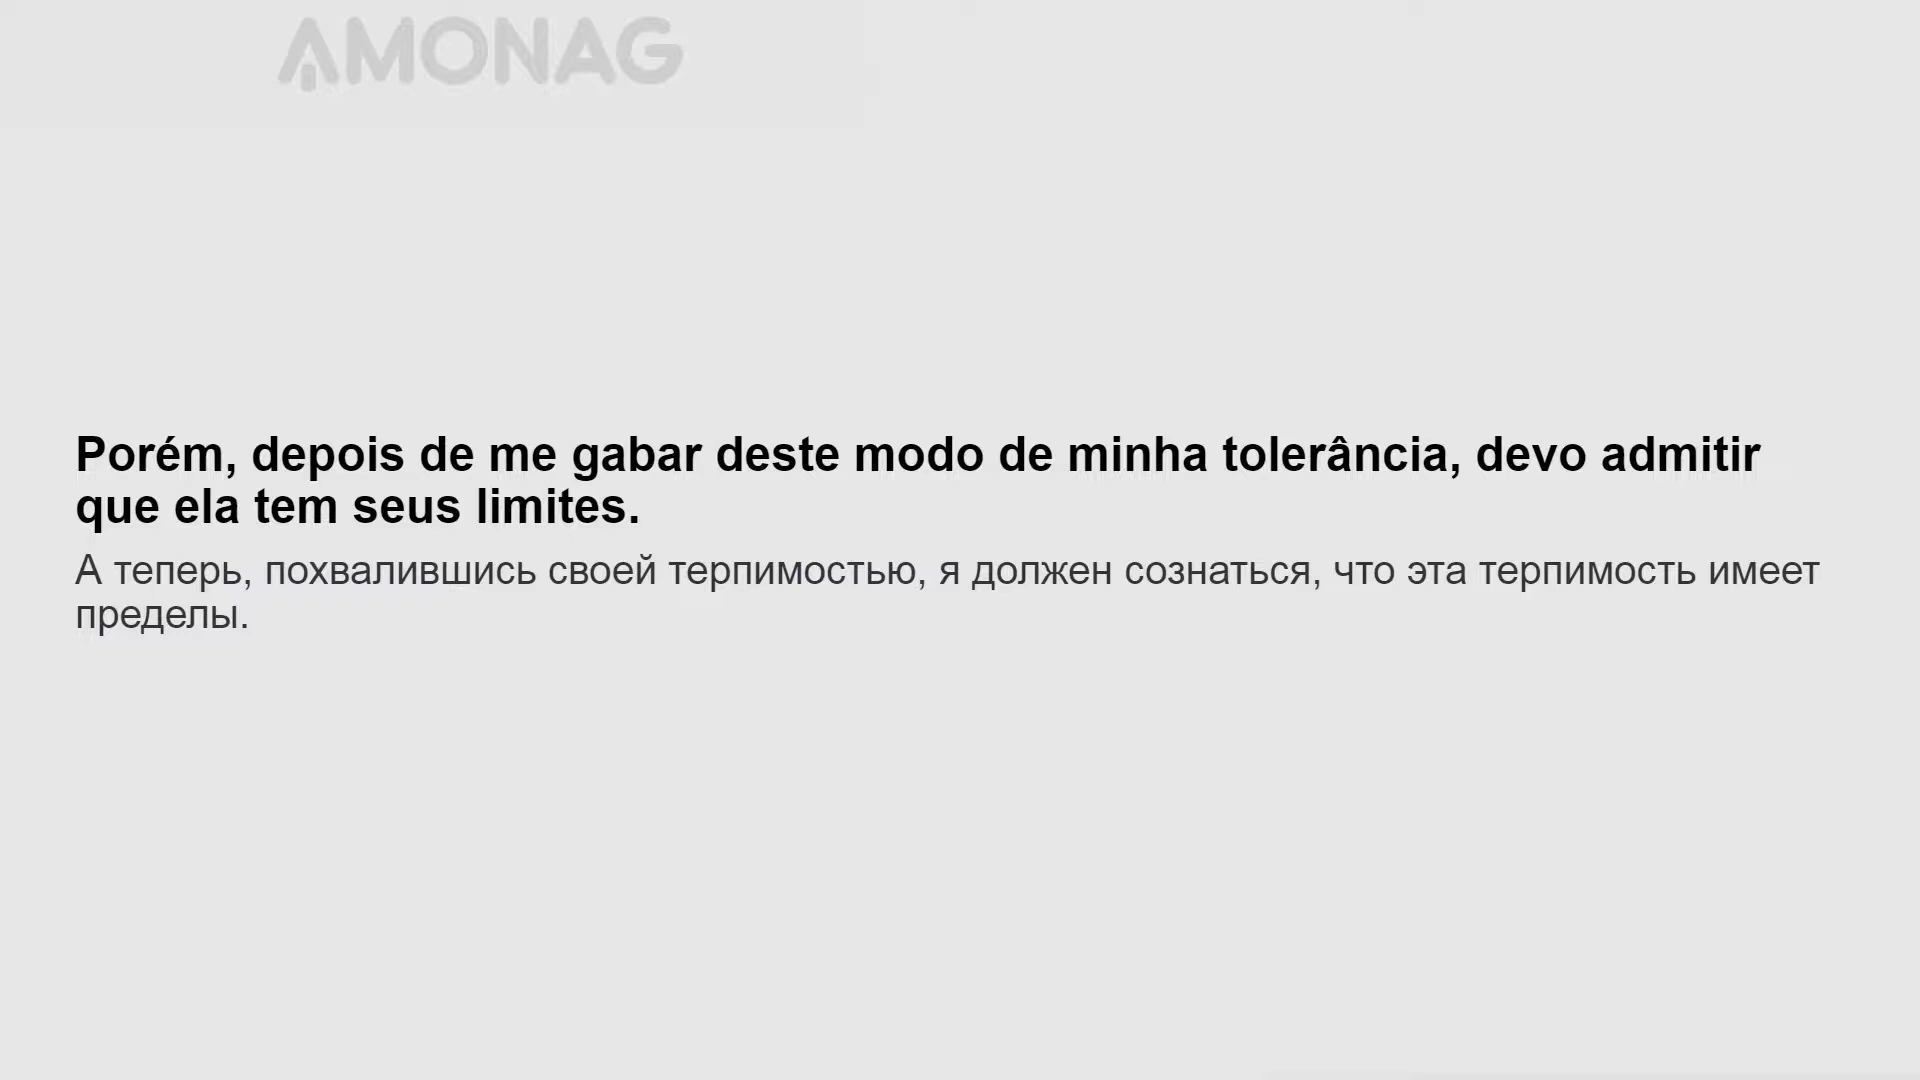 AMONAG
Porém, depois de me gabar deste modo de minha tolerância, devo admitir
que ela tem seus limites.
А теперь, похвалившись своей терпимостью, я должен сознаться, что эта терпимость имеет
пределы.